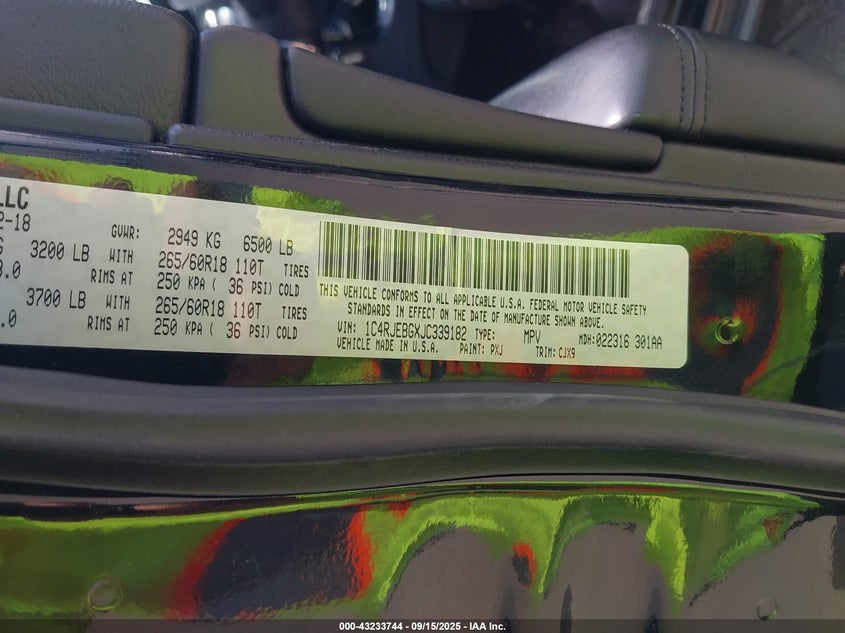 LLC
2-18
GVWR: 2949 KG 6500 LB
3200 LB WITH 265/60R18 110T TIRES
8.0 RIMS AT 250 KPA ( 36 PSI) COLD
3700 LB WITH 265/60R18 110T TIRES
.0 RIMS AT 250 KPA ( 36 PSI) COLD
THIS VEHICLE CONFORMS TO ALL APPLICABLE U.S.A. FEDERAL MOTOR VEHICLE SAFETY
STANDARDS IN EFFECT ON THE DATE OF MANUFACTURE SHOWN ABOVE.
VIN: 1C4RJEBGXJC339182 TYPE: MPV MDH:022316 301AA
VEHICLE MADE IN U.S.A. PAINT: PXJ TRIM: CJX9
000-43233744 - 09/15/2025 - IAA Inc.